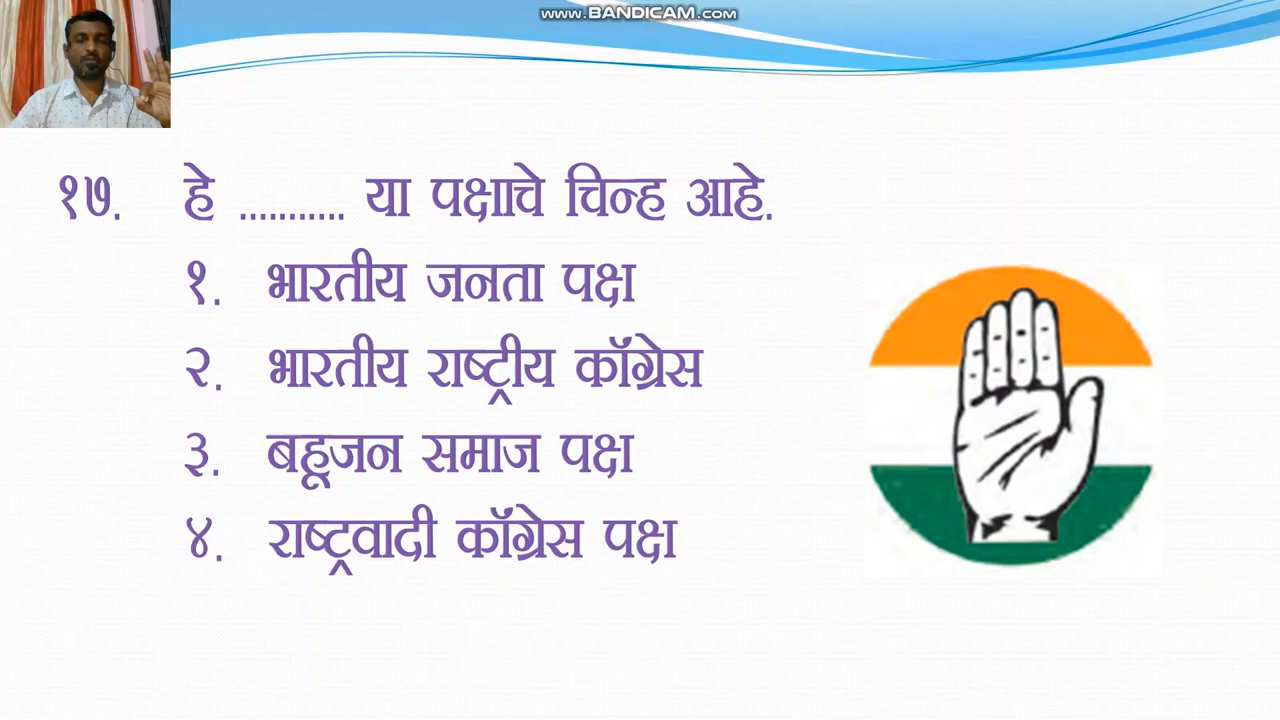 www.BANDICAM.com
१७. हे ........... या पक्षाचे चिन्ह आहे.
१. भारतीय जनता पक्ष
२. भारतीय राष्ट्रीय काँग्रेस
३. बहूजन समाज पक्ष
४. राष्ट्रवादी काँग्रेस पक्ष